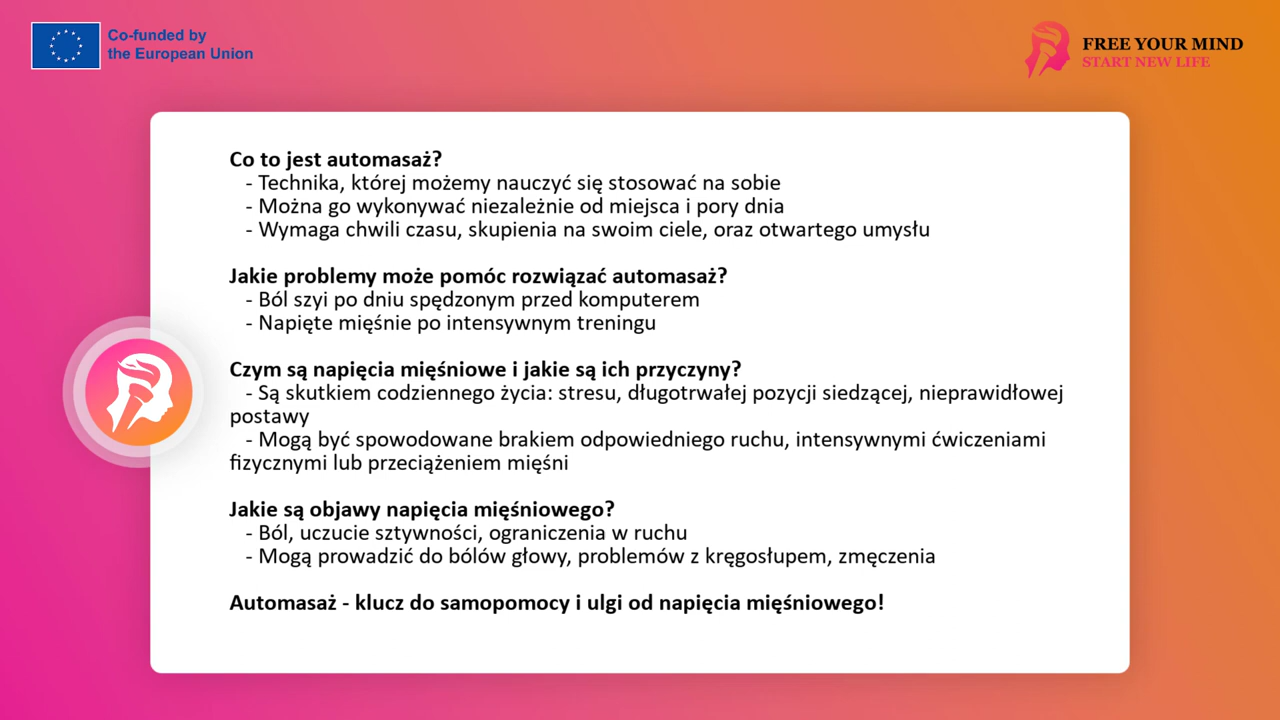 Co-funded by
the European Union
FREE YOUR MIND
START NEW LIFE
Co to jest automasaż?
- Technika, której możemy nauczyć się stosować na sobie
- Można go wykonywać niezależnie od miejsca i pory dnia
- Wymaga chwili czasu, skupienia na swoim ciele, oraz otwartego umysłu
Jakie problemy może pomóc rozwiązać automasaż?
- Ból szyi po dniu spędzonym przed komputerem
- Napięte mięśnie po intensywnym treningu
Czym są napięcia mięśniowe i jakie są ich przyczyny?
- Są skutkiem codziennego życia: stresu, długotrwałej pozycji siedzącej, nieprawidłowej
postawy
- Mogą być spowodowane brakiem odpowiedniego ruchu, intensywnymi ćwiczeniami
fizycznymi lub przeciążeniem mięśni
Jakie są objawy napięcia mięśniowego?
- Ból, uczucie sztywności, ograniczenia w ruchu
- Mogą prowadzić do bólów głowy, problemów z kręgosłupem, zmęczenia
Automasaż - klucz do samopomocy i ulgi od napięcia mięśniowego!